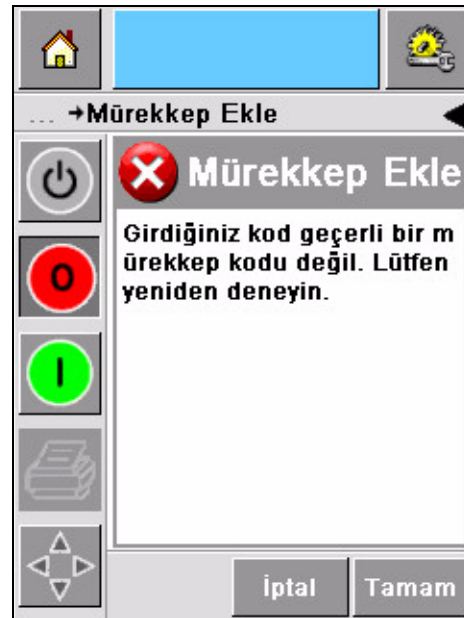 ... →Mürekkep Ekle
Mürekkep Ekle
Girdiğiniz kod geçerli bir m
ürekkep kodu değil. Lütfen
yeniden deneyin.
O
I
İptal Tamam